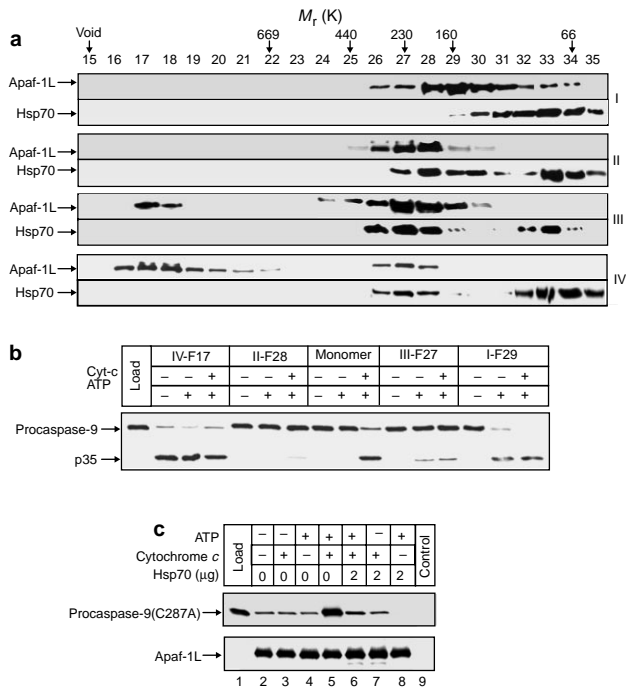 Mr (K)
a
Void 669 440 230 160 66
15 16 17 18 19 20 21 22 23 24 25 26 27 28 29 30 31 32 33 34 35
Apaf-1L
Hsp70
I
Apaf-1L
Hsp70
II
Apaf-1L
Hsp70
III
Apaf-1L
Hsp70
IV
b
Load IV-F17 II-F28 Monomer III-F27 I-F29
Cyt-c – – + – – + – – + – – + – – +
ATP – + + – + + – + + – + + – + +
Procaspase-9
p35
c
Load Control
ATP – – + + + – +
Cytochrome c – + – + + + –
Hsp70 (μg) 0 0 0 0 2 2 2
Procaspase-9(C287A)
Apaf-1L
1 2 3 4 5 6 7 8 9